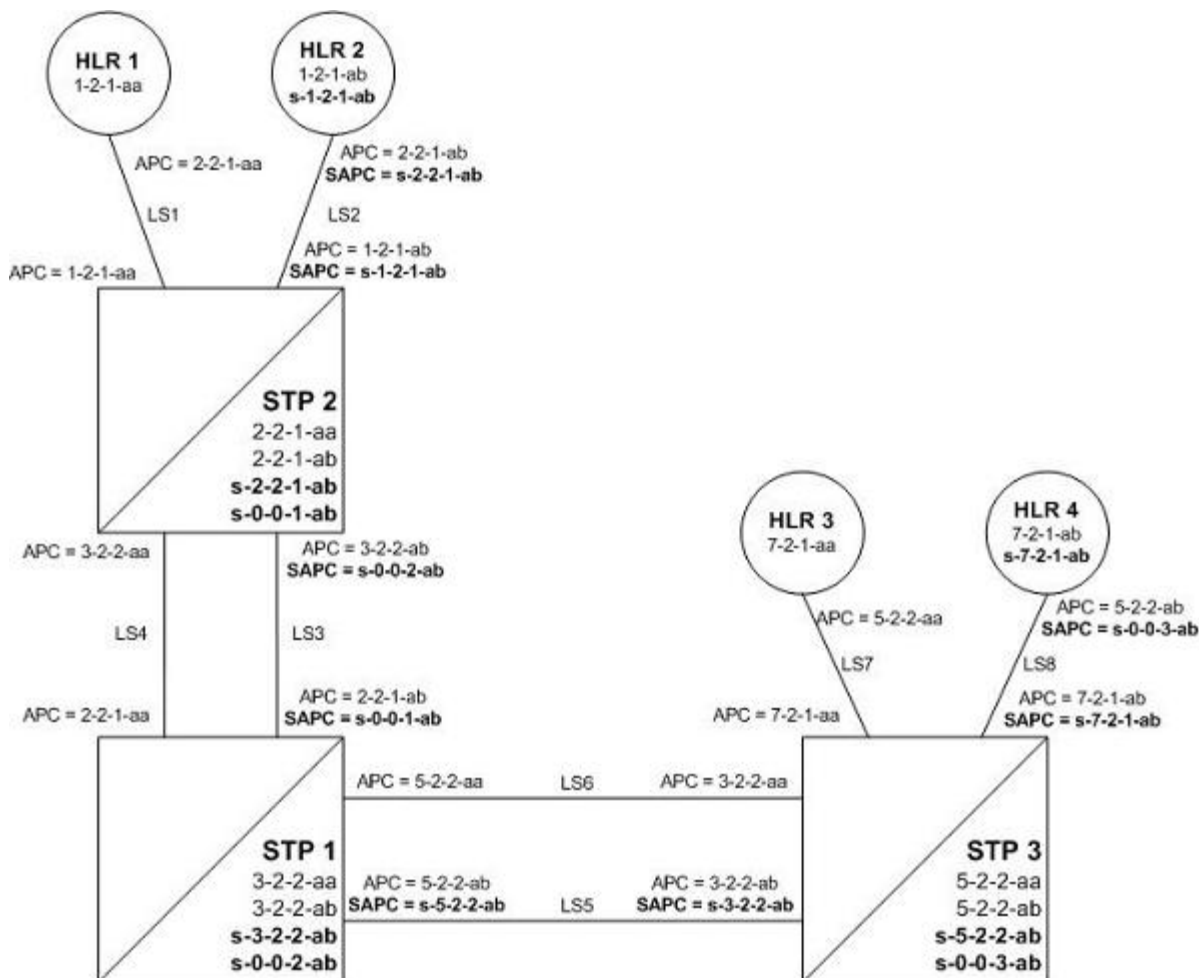 HLR 1
1-2-1-aa
HLR 2
1-2-1-ab
s-1-2-1-ab
APC = 2-2-1-aa
APC = 2-2-1-ab
SAPC = s-2-2-1-ab
LS1
LS2
APC = 1-2-1-aa
APC = 1-2-1-ab
SAPC = s-1-2-1-ab
STP 2
2-2-1-aa
2-2-1-ab
s-2-2-1-ab
s-0-0-1-ab
APC = 3-2-2-aa
APC = 3-2-2-ab
SAPC = s-0-0-2-ab
LS4
LS3
APC = 2-2-1-aa
APC = 2-2-1-ab
SAPC = s-0-0-1-ab
HLR 3
7-2-1-aa
HLR 4
7-2-1-ab
s-7-2-1-ab
APC = 5-2-2-aa
APC = 5-2-2-ab
SAPC = s-0-0-3-ab
LS7
LS8
APC = 7-2-1-aa
APC = 7-2-1-ab
SAPC = s-7-2-1-ab
APC = 5-2-2-aa
LS6
APC = 3-2-2-aa
STP 1
3-2-2-aa
3-2-2-ab
s-3-2-2-ab
s-0-0-2-ab
APC = 5-2-2-ab
SAPC = s-5-2-2-ab
LS5
APC = 3-2-2-ab
SAPC = s-3-2-2-ab
STP 3
5-2-2-aa
5-2-2-ab
s-5-2-2-ab
s-0-0-3-ab